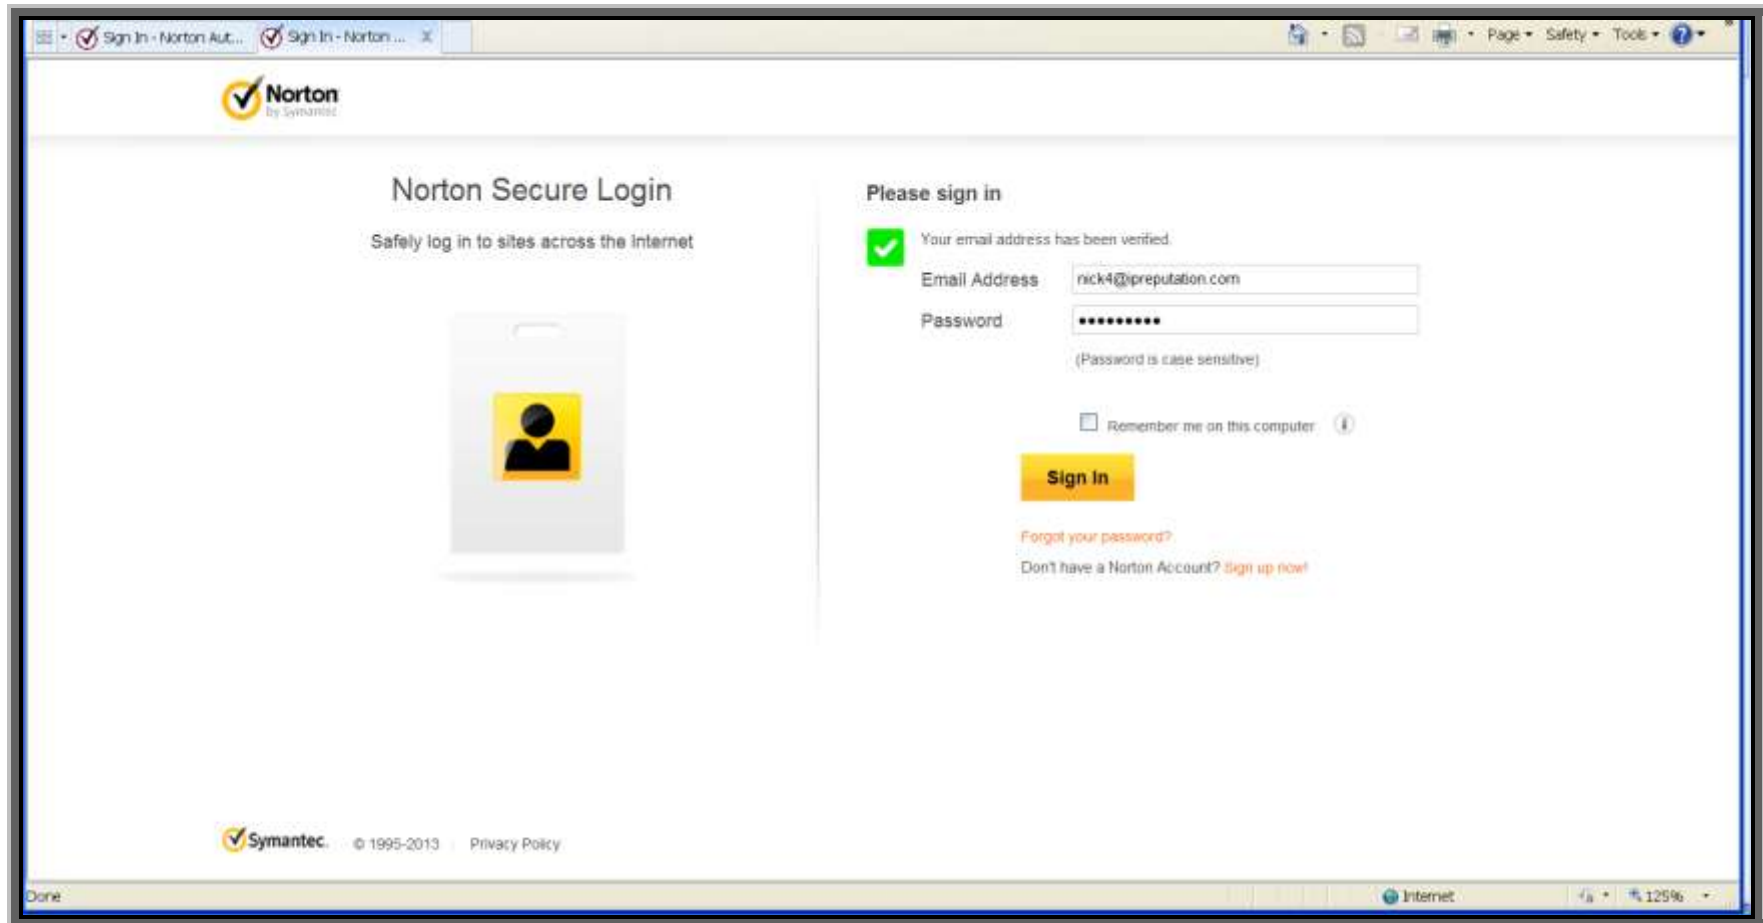 Sign In - Norton Aut...
Sign In - Norton ...
X
Page
Safety
Tools
Norton
by Symantec
Norton Secure Login
Safely log in to sites across the Internet
Please sign in
Your email address has been verified.
Email Address
nick4@ipreputation.com
Password
•••••••••
(Password is case sensitive)
Remember me on this computer
Sign In
Forgot your password?
Don't have a Norton Account? Sign up now!
Symantec.
© 1995-2013
Privacy Policy
Done
Internet
125%